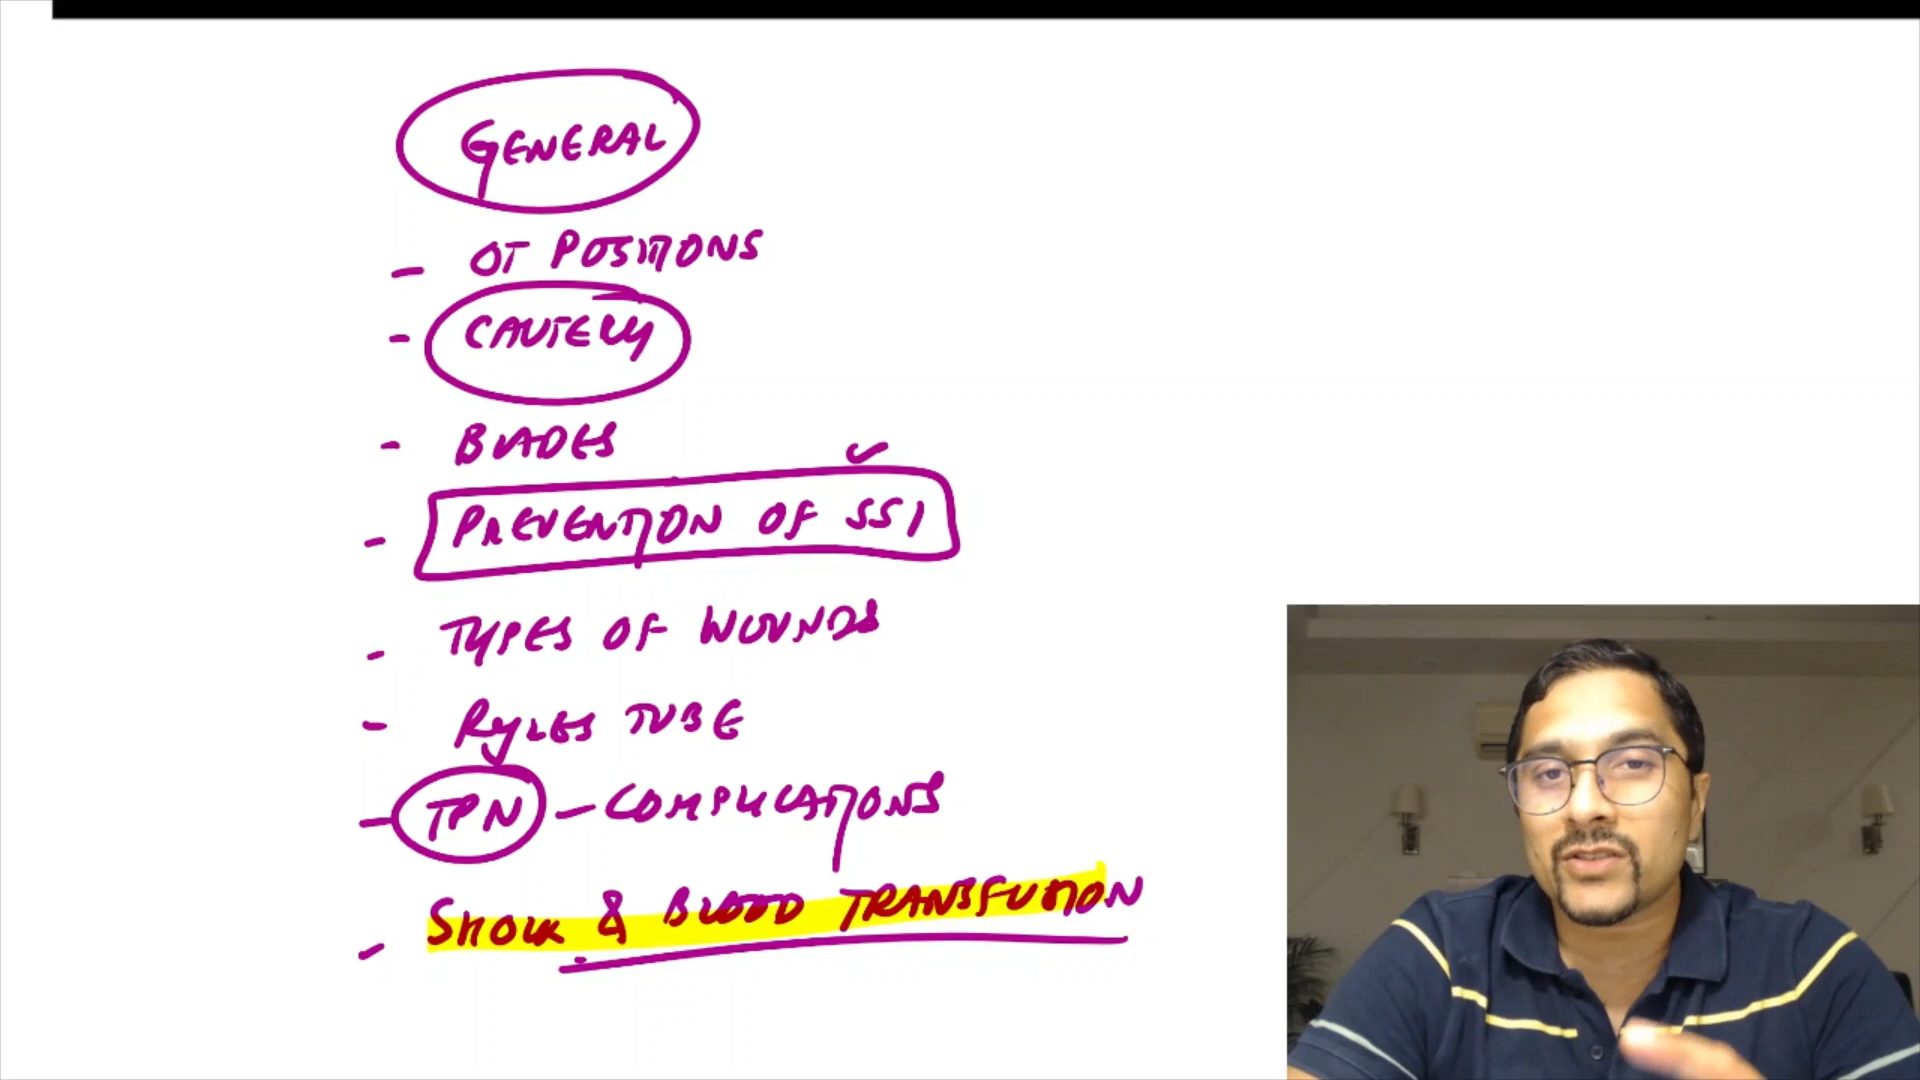 GENERAL
- OT POSITIONS
- CAUTERY
- BLADES
- PREVENTION OF SSI
- TYPES OF WOUNDS
- RYLES TUBE
- TPN - COMPLICATIONS
- SHOCK & BLOOD TRANSFUSION